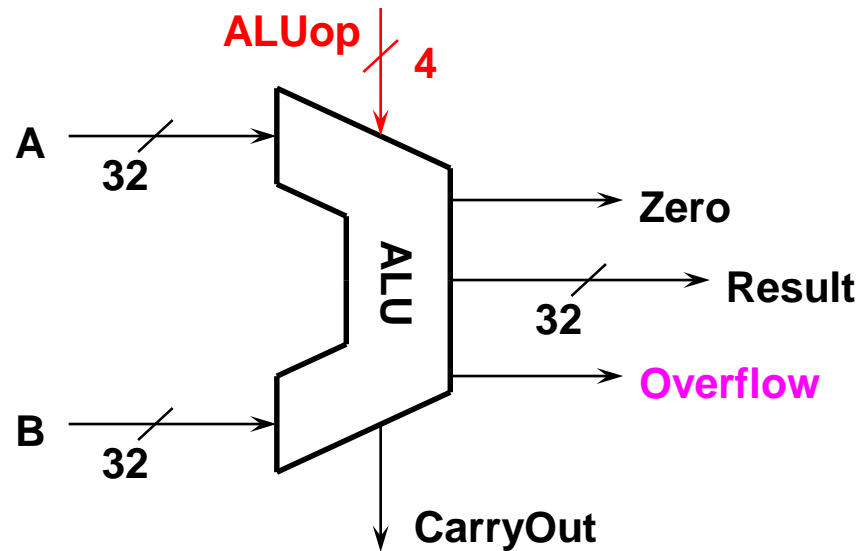 ALUop
4
A
32
Zero
ALU
Result
32
Overflow
B
32
CarryOut